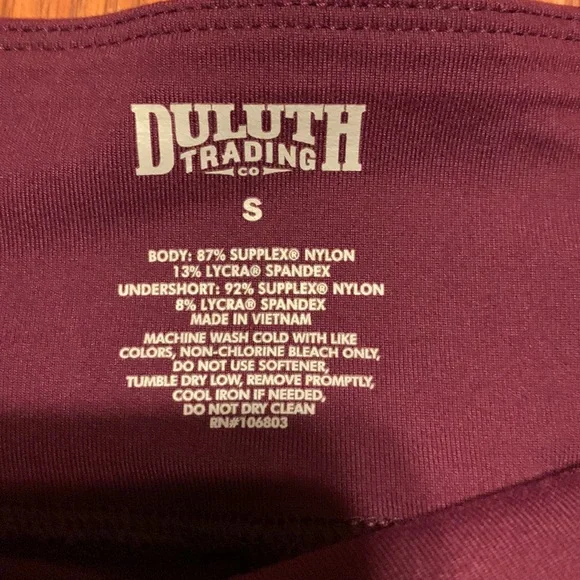 DULUTH
TRADING
CO
S
BODY: 87% SUPPLEX® NYLON
13% LYCRA® SPANDEX
UNDERSHORT: 92% SUPPLEX® NYLON
8% LYCRA® SPANDEX
MADE IN VIETNAM
MACHINE WASH COLD WITH LIKE
COLORS, NON-CHLORINE BLEACH ONLY,
DO NOT USE SOFTENER,
TUMBLE DRY LOW, REMOVE PROMPTLY,
COOL IRON IF NEEDED,
DO NOT DRY CLEAN
RN#106803